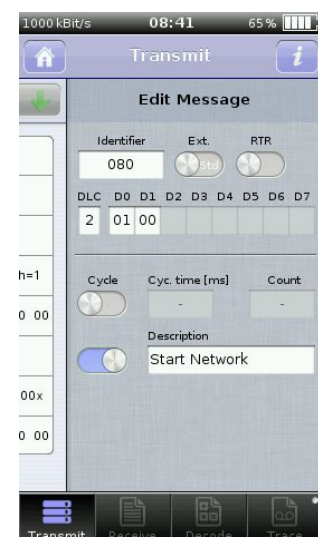 1000 kBit/s 08:41 65 %
Transmit
Edit Message
Identifier Ext. RTR
080 Std
DLC D0 D1 D2 D3 D4 D5 D6 D7
2 01 00
h=1
Cycle Cyc. time [ms] Count
- -
0 00
Description
Start Network
00x
0 00
Transmit Receive Decode Trace